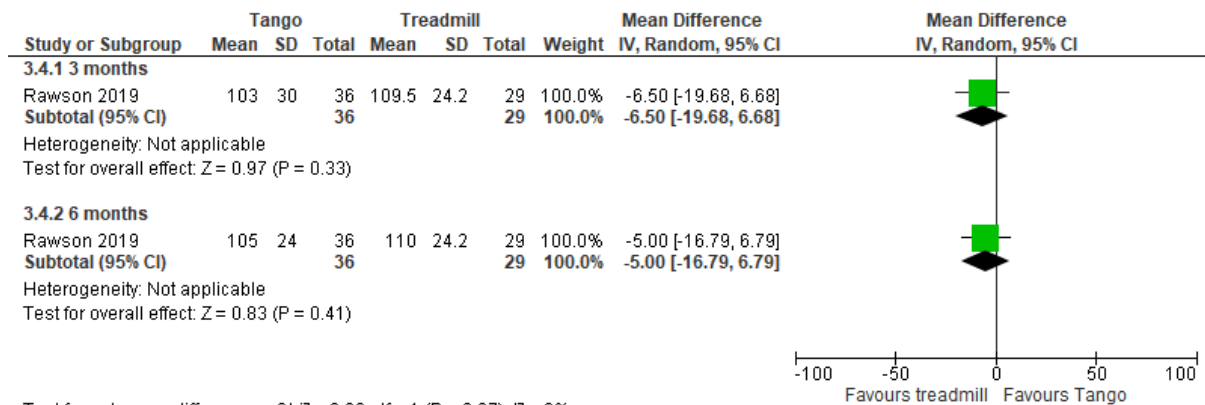 Tango Treadmill Mean Difference Mean Difference
Study or Subgroup Mean SD Total Mean SD Total Weight IV, Random, 95% CI IV, Random, 95% CI
3.4.1 3 months
Rawson 2019 103 30 36 109.5 24.2 29 100.0% -6.50 [-19.68, 6.68]
Subtotal (95% CI) 36 29 100.0% -6.50 [-19.68, 6.68]
Heterogeneity: Not applicable
Test for overall effect: Z = 0.97 (P = 0.33)
3.4.2 6 months
Rawson 2019 105 24 36 110 24.2 29 100.0% -5.00 [-16.79, 6.79]
Subtotal (95% CI) 36 29 100.0% -5.00 [-16.79, 6.79]
Heterogeneity: Not applicable
Test for overall effect: Z = 0.83 (P = 0.41)
-100 -50 0 50 100
Favours treadmill Favours Tango